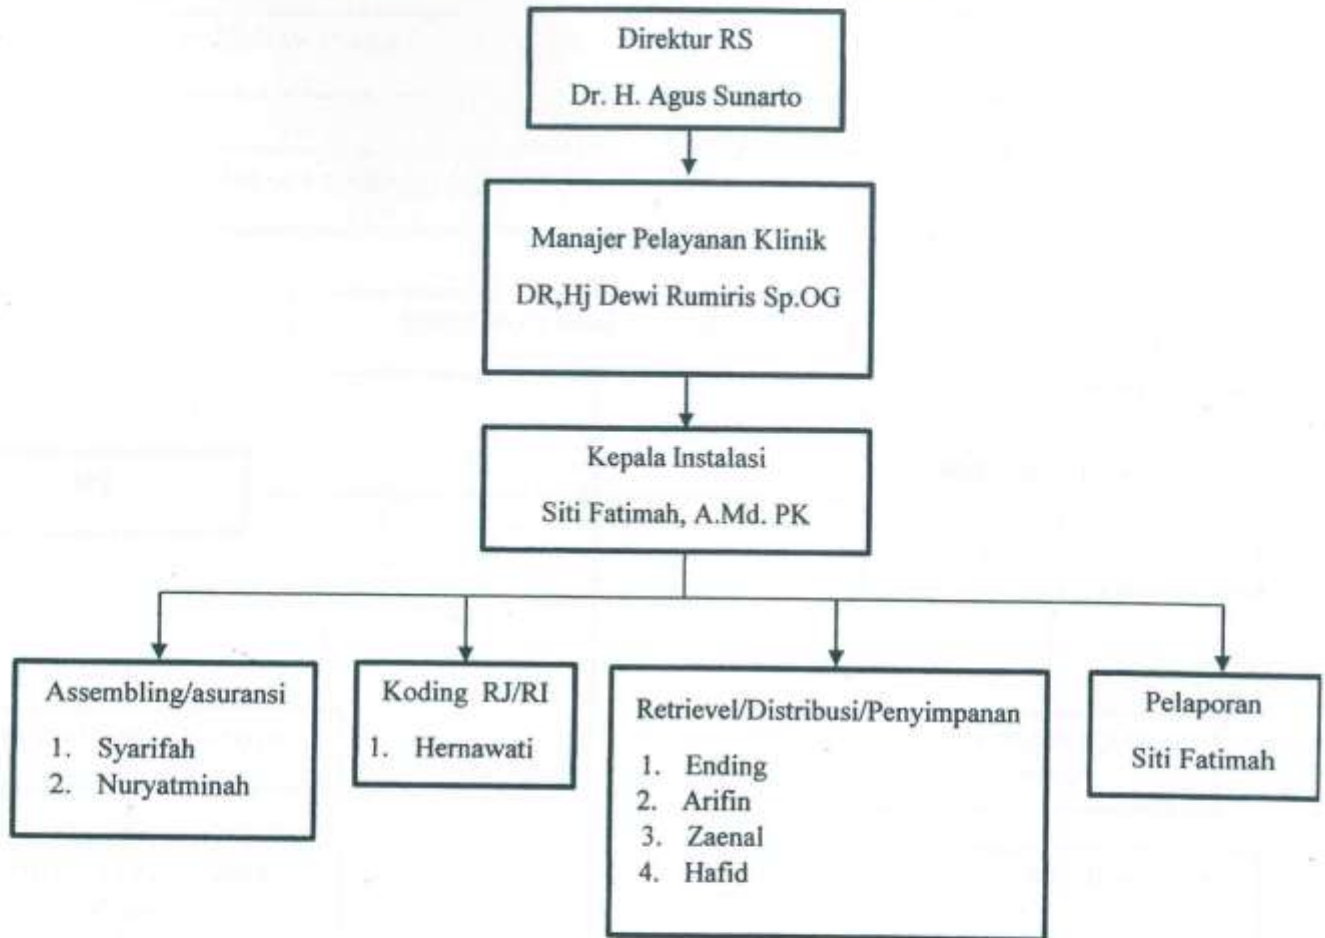 Direktur RS
Dr. H. Agus Sunarto
Manajer Pelayanan Klinik
DR,Hj Dewi Rumiris Sp.OG
Kepala Instalasi
Siti Fatimah, A.Md. PK
Assembling/asuransi
1. Syarifah
2. Nuryatminah
Koding RJ/RI
1. Hernawati
Retrievel/Distribusi/Penyimpanan
1. Ending
2. Arifin
3. Zaenal
4. Hafid
Pelaporan
Siti Fatimah